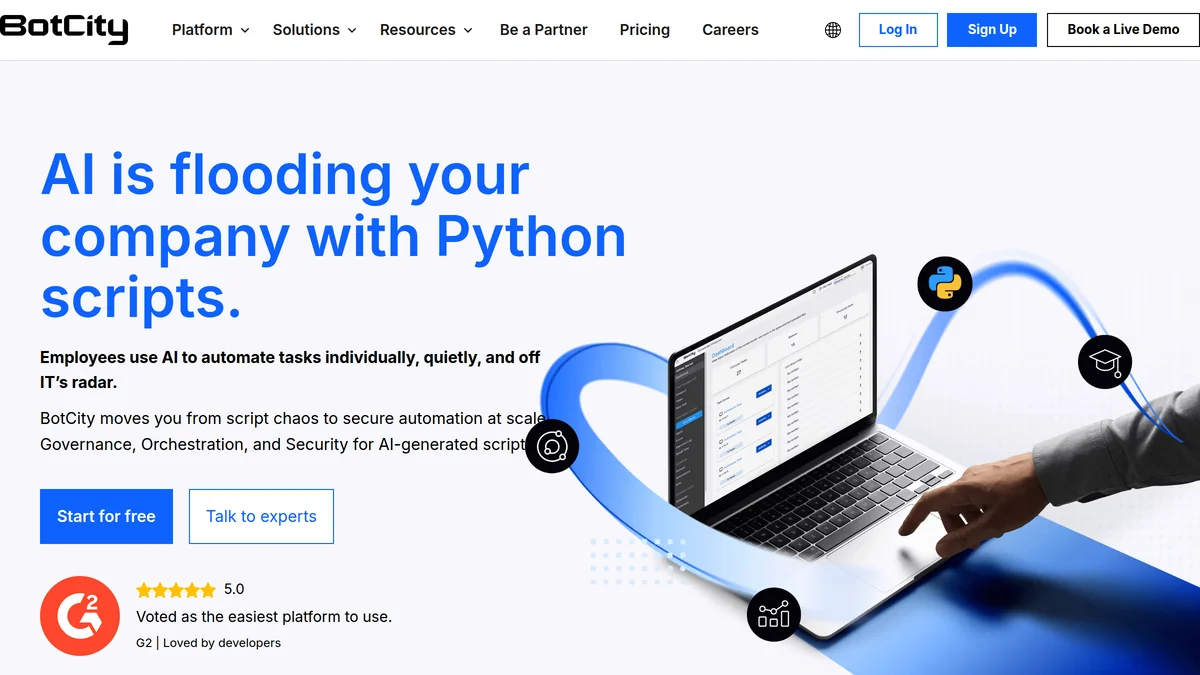 BotCity
Platform
Solutions
Resources
Be a Partner
Pricing
Careers
Log In
Sign Up
Book a Live Demo
AI is flooding your
company with Python
scripts.
Employees use AI to automate tasks individually, quietly, and off
IT’s radar.
BotCity moves you from script chaos to secure automation at scale
Governance, Orchestration, and Security for AI-generated script
Start for free
Talk to experts
G2
5.0
Voted as the easiest platform to use.
G2 | Loved by developers
Dashboard